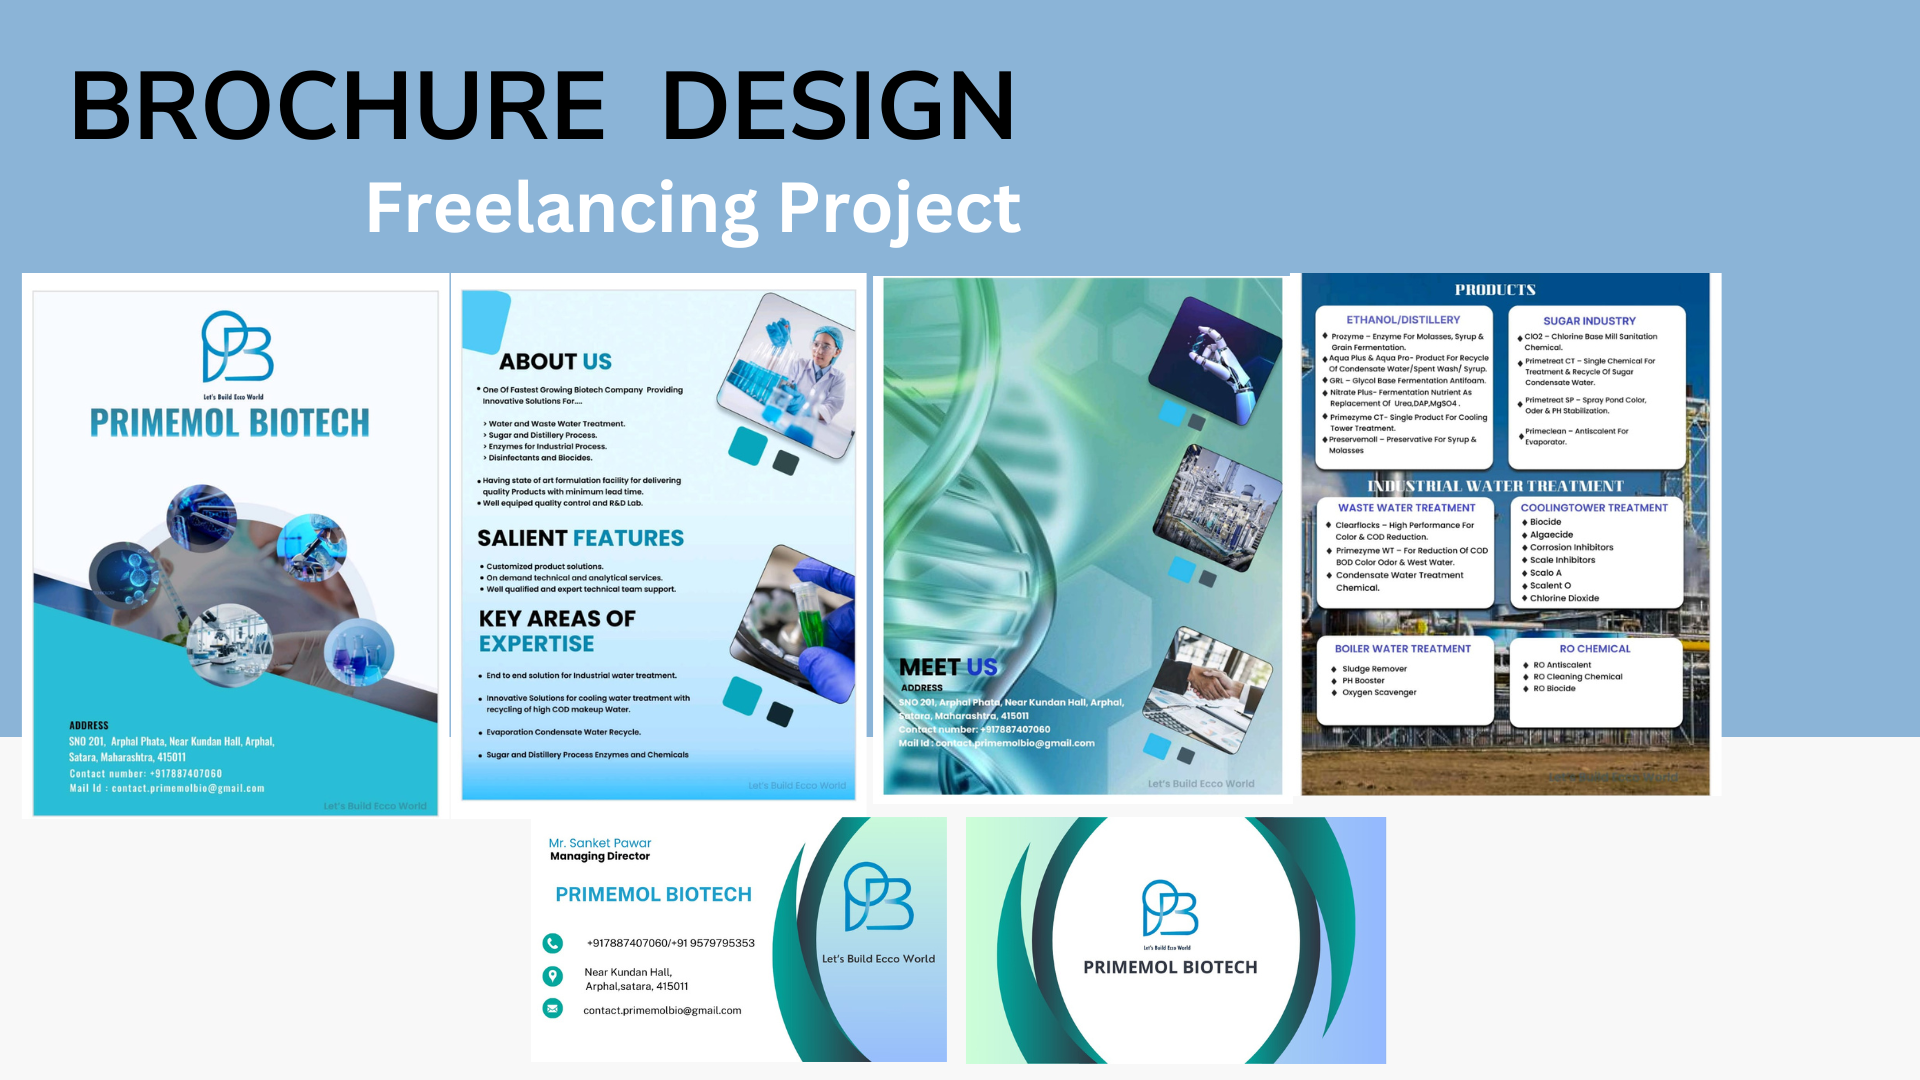 BROCHURE DESIGN
Freelancing Project
Let's Build Ecco World
PRIMEMOL BIOTECH
ADDRESS
SNO 201, Arphal Phata, Near Kundan Hall, Arphal,
Satara, Maharashtra, 415011
Contact number: +917887407060
Mail Id : contact.primemolbio@gmail.com
Let's Build Ecco World
ABOUT US
• One Of Fastest Growing Biotech Company Providing
Innovative Solutions For....
> Water and Waste Water Treatment.
> Sugar and Distillery Process.
> Enzymes for Industrial Process.
> Disinfectants and Biocides.
• Having state of art formulation facility for delivering
quality Products with minimum lead time.
• Well equiped quality control and R&D Lab.
SALIENT FEATURES
• Customized product solutions.
• On demand technical and analytical services.
• Well qualified and expert technical team support.
KEY AREAS OF
EXPERTISE
• End to end solution for Industrial water treatment.
• Innovative Solutions for cooling water treatment with
recycling of high COD makeup Water.
• Evaporation Condensate Water Recycle.
• Sugar and Distillery Process Enzymes and Chemicals
Let's Build Ecco World
MEET US
ADDRESS
SNO 201, Arphal Phata, Near Kundan Hall, Arphal,
Satara, Maharashtra, 415011
Contact number: +917887407060
Mail Id : contact.primemolbio@gmail.com
Let's Build Ecco World
PRODUCTS
ETHANOL/DISTILLERY
♦ Prozyme – Enzyme For Molasses, Syrup &
Grain Fermentation.
♦ Aqua Plus & Aqua Pro- Product For Recycle
Of Condensate Water/Spent Wash/ Syrup.
♦ GRL – Glycol Base Fermentation Antifoam.
♦ Nitrate Plus- Fermentation Nutrient As
Replacement Of Urea,DAP,MgSO4 .
♦ Primezyme CT- Single Product For Cooling
Tower Treatment.
♦ Preservemoll – Preservative For Syrup &
Molasses
SUGAR INDUSTRY
♦ ClO2 – Chlorine Base Mill Sanitation
Chemical.
♦ Primetreat CT – Single Chemical For
Treatment & Recycle Of Sugar
Condensate Water.
♦ Primetreat SP – Spray Pond Color,
Oder & PH Stabilization.
♦ Primeclean – Antiscalent For
Evaporator.
INDUSTRIAL WATER TREATMENT
WASTE WATER TREATMENT
♦ Clearflocks – High Performance For
Color & COD Reduction.
♦ Primezyme WT – For Reduction Of COD
BOD Color Odor & West Water.
♦ Condensate Water Treatment
Chemical.
COOLINGTOWER TREATMENT
♦ Biocide
♦ Algaecide
♦ Corrosion Inhibitors
♦ Scale Inhibitors
♦ Scalo A
♦ Scalent O
♦ Chlorine Dioxide
BOILER WATER TREATMENT
♦ Sludge Remover
♦ PH Booster
♦ Oxygen Scavenger
RO CHEMICAL
♦ RO Antiscalent
♦ RO Cleaning Chemical
♦ RO Biocide
Let's Build Ecco World
Mr. Sanket Pawar
Managing Director
PRIMEMOL BIOTECH
+917887407060/+91 9579795353
Near Kundan Hall,
Arphal,satara, 415011
contact.primemolbio@gmail.com
Let's Build Ecco World
Let's Build Ecco World
PRIMEMOL BIOTECH